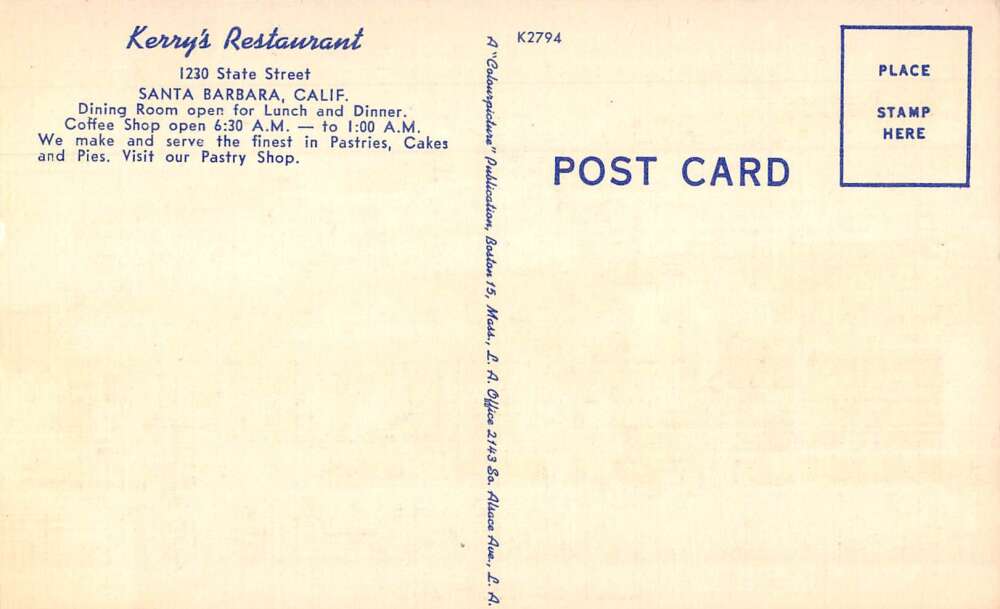 Kerry's Restaurant
1230 State Street
SANTA BARBARA, CALIF.
Dining Room open for Lunch and Dinner.
Coffee Shop open 6:30 A.M. — to 1:00 A.M.
We make and serve the finest in Pastries, Cakes
and Pies. Visit our Pastry Shop.
A "Colourpicture" Publication, Boston 15, Mass., L. A. Office 2143 So. Alsace Ave., L. A.
K2794
POST CARD
PLACE
STAMP
HERE